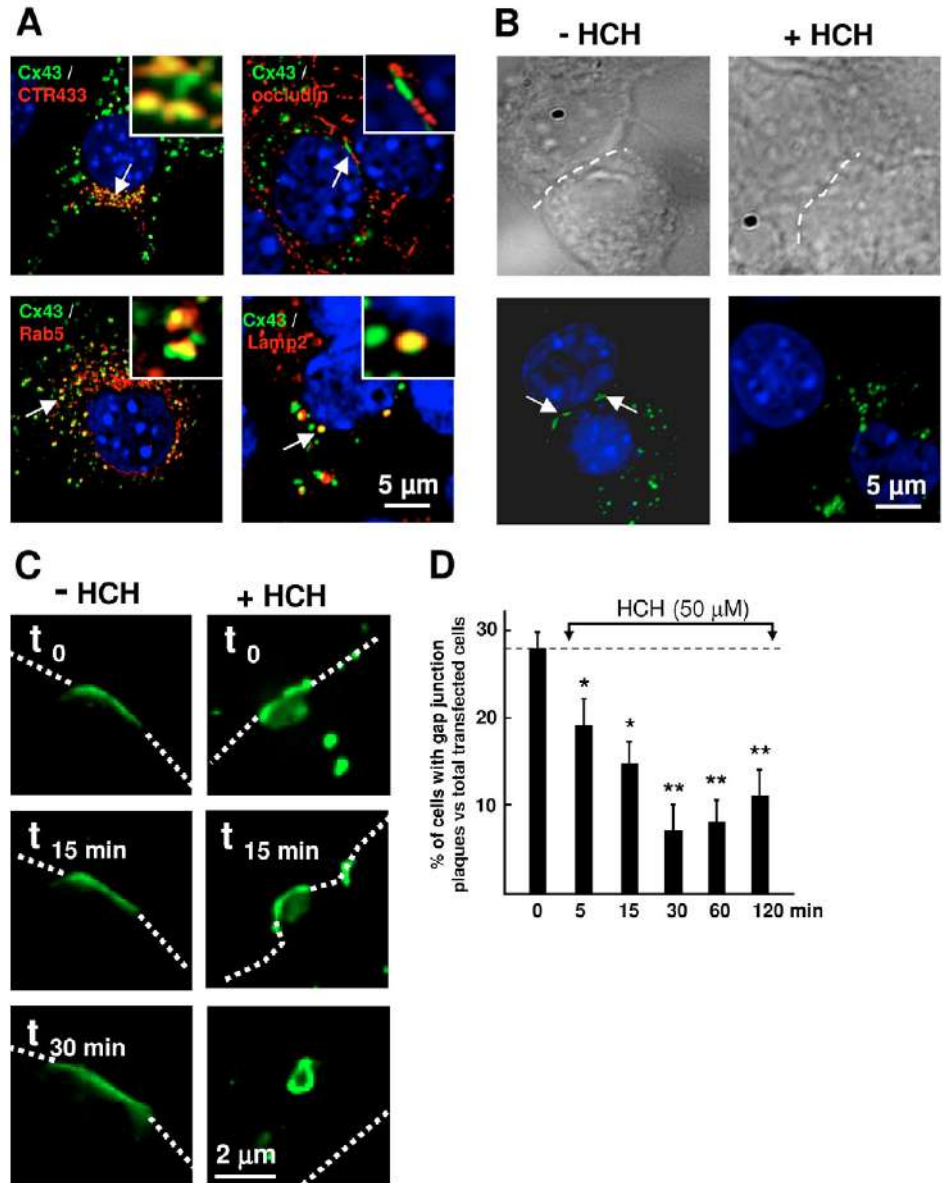 A
Cx43 /
CTR433
Cx43 /
occludin
Cx43 /
Rab5
Cx43 /
Lamp2
5 μm
B
- HCH
+ HCH
5 μm
C
- HCH
+ HCH
t 0
t 0
t 15 min
t 15 min
t 30 min
2 μm
D
HCH (50 μM)
% of cells with gap junction
plaques vs total transfected cells
30
20
10
*
*
**
**
**
0 5 15 30 60 120 min